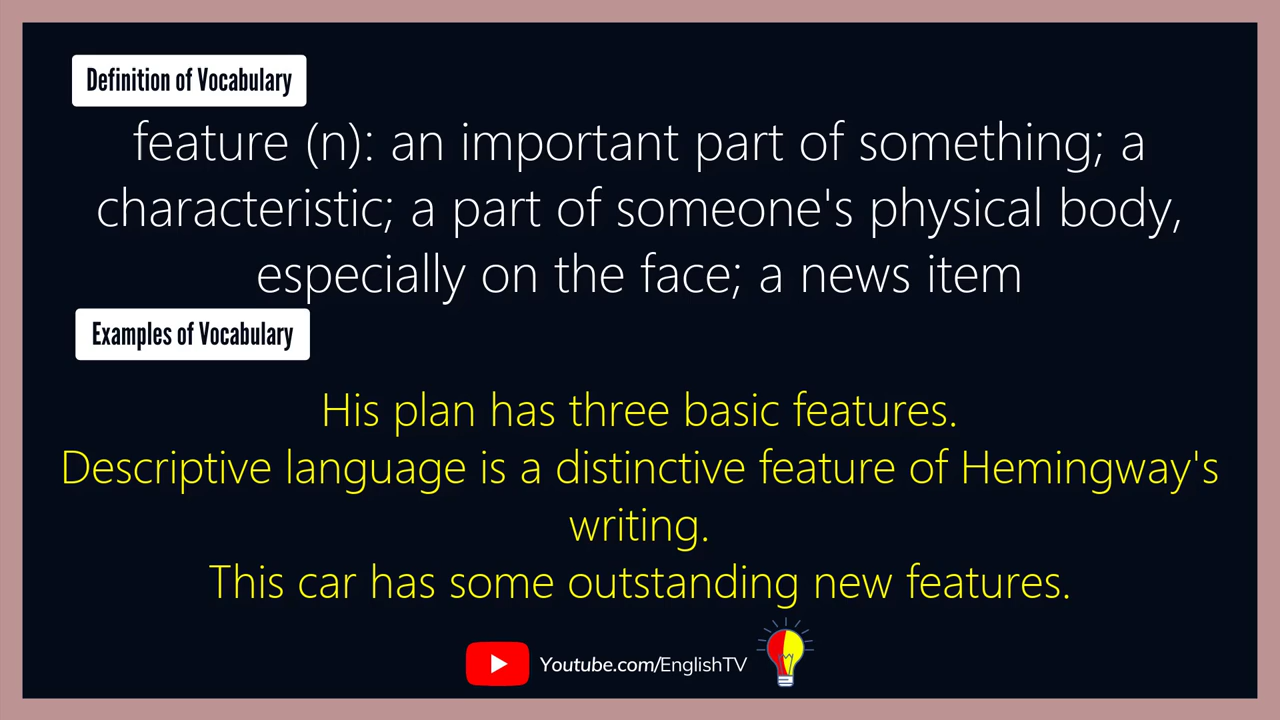 Definition of Vocabulary
feature (n): an important part of something; a
characteristic; a part of someone's physical body,
especially on the face; a news item
Examples of Vocabulary
His plan has three basic features.
Descriptive language is a distinctive feature of Hemingway's
writing.
This car has some outstanding new features.
Youtube.com/EnglishTV